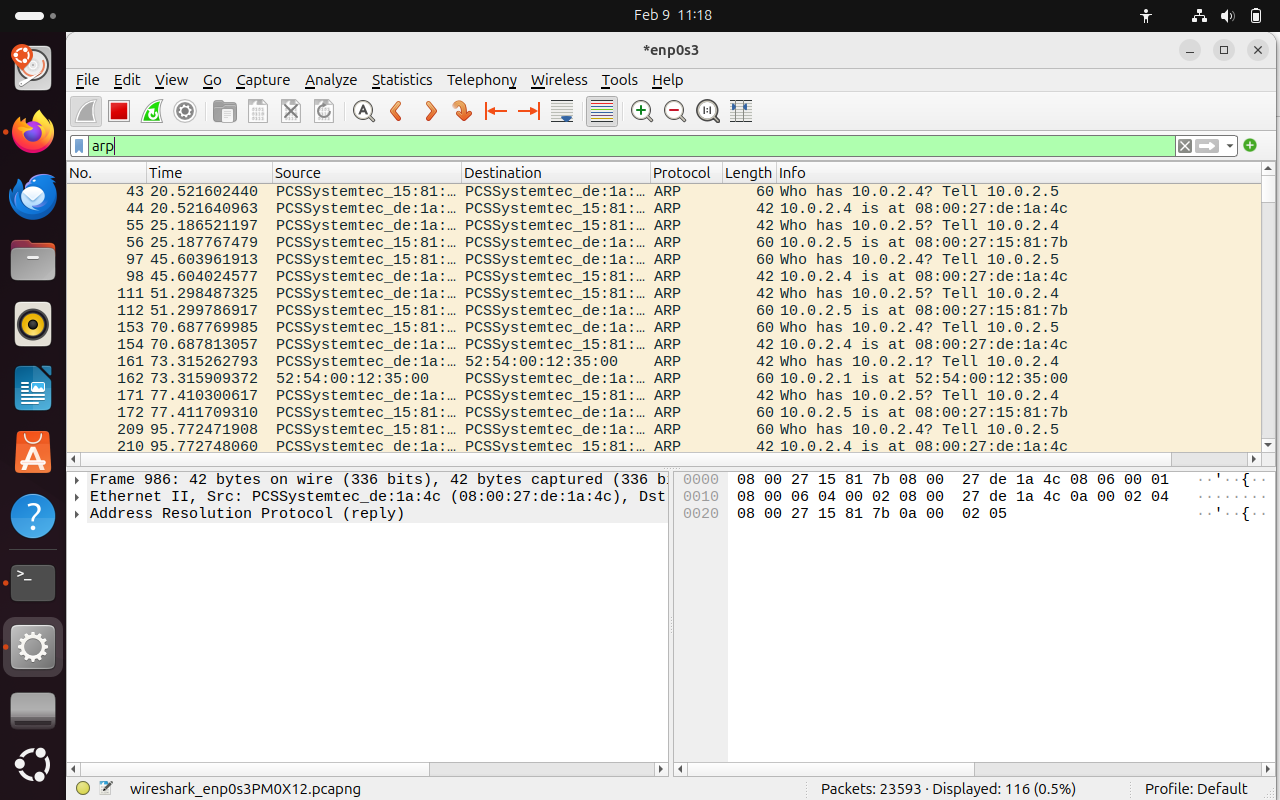 Feb 9 11:18
*enp0s3
File Edit View Go Capture Analyze Statistics Telephony Wireless Tools Help
arp
No. Time Source Destination Protocol Length Info
43 20.521602440 PCSSystemtec_15:81:… PCSSystemtec_de:1a:… ARP 60 Who has 10.0.2.4? Tell 10.0.2.5
44 20.521640963 PCSSystemtec_de:1a:… PCSSystemtec_15:81:… ARP 42 10.0.2.4 is at 08:00:27:de:1a:4c
55 25.186521197 PCSSystemtec_de:1a:… PCSSystemtec_15:81:… ARP 42 Who has 10.0.2.5? Tell 10.0.2.4
56 25.187767479 PCSSystemtec_15:81:… PCSSystemtec_de:1a:… ARP 60 10.0.2.5 is at 08:00:27:15:81:7b
97 45.603961913 PCSSystemtec_15:81:… PCSSystemtec_de:1a:… ARP 60 Who has 10.0.2.4? Tell 10.0.2.5
98 45.604024577 PCSSystemtec_de:1a:… PCSSystemtec_15:81:… ARP 42 10.0.2.4 is at 08:00:27:de:1a:4c
111 51.298487325 PCSSystemtec_de:1a:… PCSSystemtec_15:81:… ARP 42 Who has 10.0.2.5? Tell 10.0.2.4
112 51.299786917 PCSSystemtec_15:81:… PCSSystemtec_de:1a:… ARP 60 10.0.2.5 is at 08:00:27:15:81:7b
153 70.687769985 PCSSystemtec_15:81:… PCSSystemtec_de:1a:… ARP 60 Who has 10.0.2.4? Tell 10.0.2.5
154 70.687813057 PCSSystemtec_de:1a:… PCSSystemtec_15:81:… ARP 42 10.0.2.4 is at 08:00:27:de:1a:4c
161 73.315262793 PCSSystemtec_de:1a:… 52:54:00:12:35:00 ARP 42 Who has 10.0.2.1? Tell 10.0.2.4
162 73.315909372 52:54:00:12:35:00 PCSSystemtec_de:1a:… ARP 60 10.0.2.1 is at 52:54:00:12:35:00
171 77.410300617 PCSSystemtec_de:1a:… PCSSystemtec_15:81:… ARP 42 Who has 10.0.2.5? Tell 10.0.2.4
172 77.411709310 PCSSystemtec_15:81:… PCSSystemtec_de:1a:… ARP 60 10.0.2.5 is at 08:00:27:15:81:7b
209 95.772471908 PCSSystemtec_15:81:… PCSSystemtec_de:1a:… ARP 60 Who has 10.0.2.4? Tell 10.0.2.5
210 95.772748060 PCSSystemtec_de:1a:… PCSSystemtec_15:81:… ARP 42 10.0.2.4 is at 08:00:27:de:1a:4c
Frame 986: 42 bytes on wire (336 bits), 42 bytes captured (336 bi
Ethernet II, Src: PCSSystemtec_de:1a:4c (08:00:27:de:1a:4c), Dst
Address Resolution Protocol (reply)
0000 08 00 27 15 81 7b 08 00 27 de 1a 4c 08 06 00 01 ··'··{··
0010 08 00 06 04 00 02 08 00 27 de 1a 4c 0a 00 02 04 ········
0020 08 00 27 15 81 7b 0a 00 02 05 ··'··{··
wireshark_enp0s3PM0X12.pcapng Packets: 23593 · Displayed: 116 (0.5%) Profile: Default